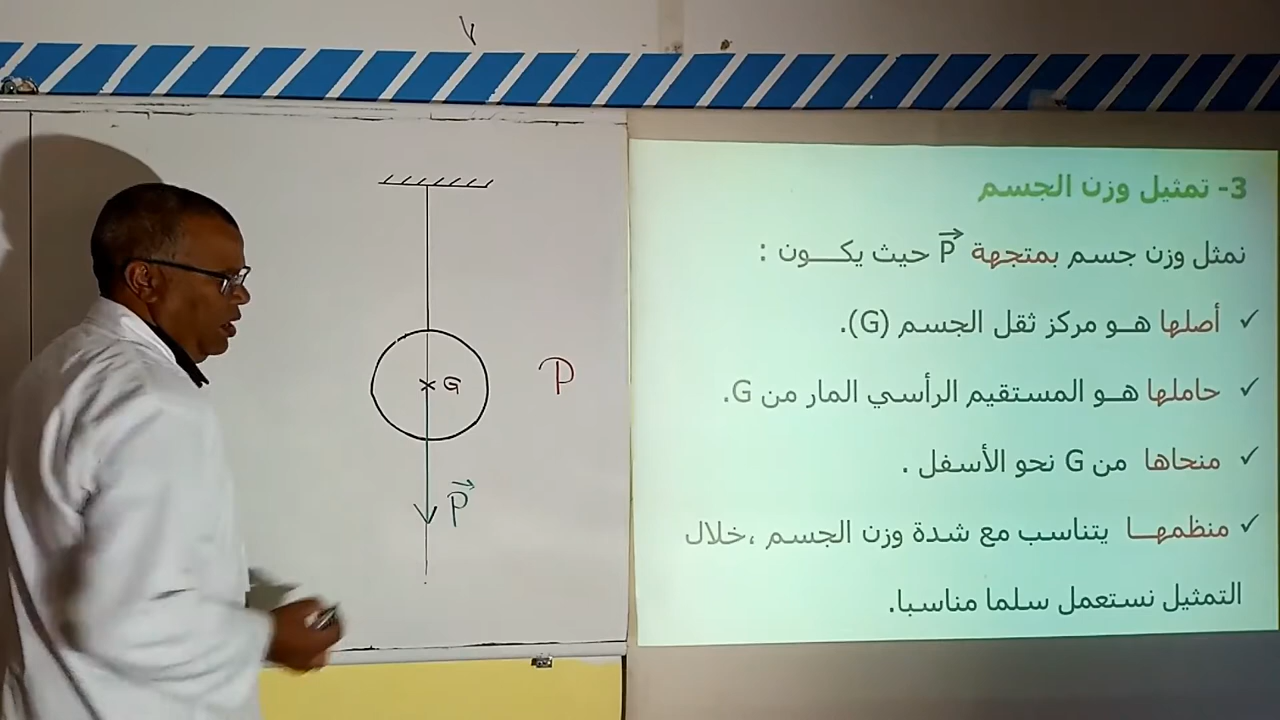 3- تمثيل وزن الجسم
نمثل وزن جسم بمتجهة P⃗ حيث يكــــون :
✓ أصلها هــو مركز ثقل الجسم (G).
✓ حاملها هــو المستقيم الرأسي المار من G.
✓ منحاها من G نحو الأسفل .
✓ منظمهــا يتناسب مع شدة وزن الجسم ،خلال
التمثيل نستعمل سلما مناسبا.
G
P
P⃗